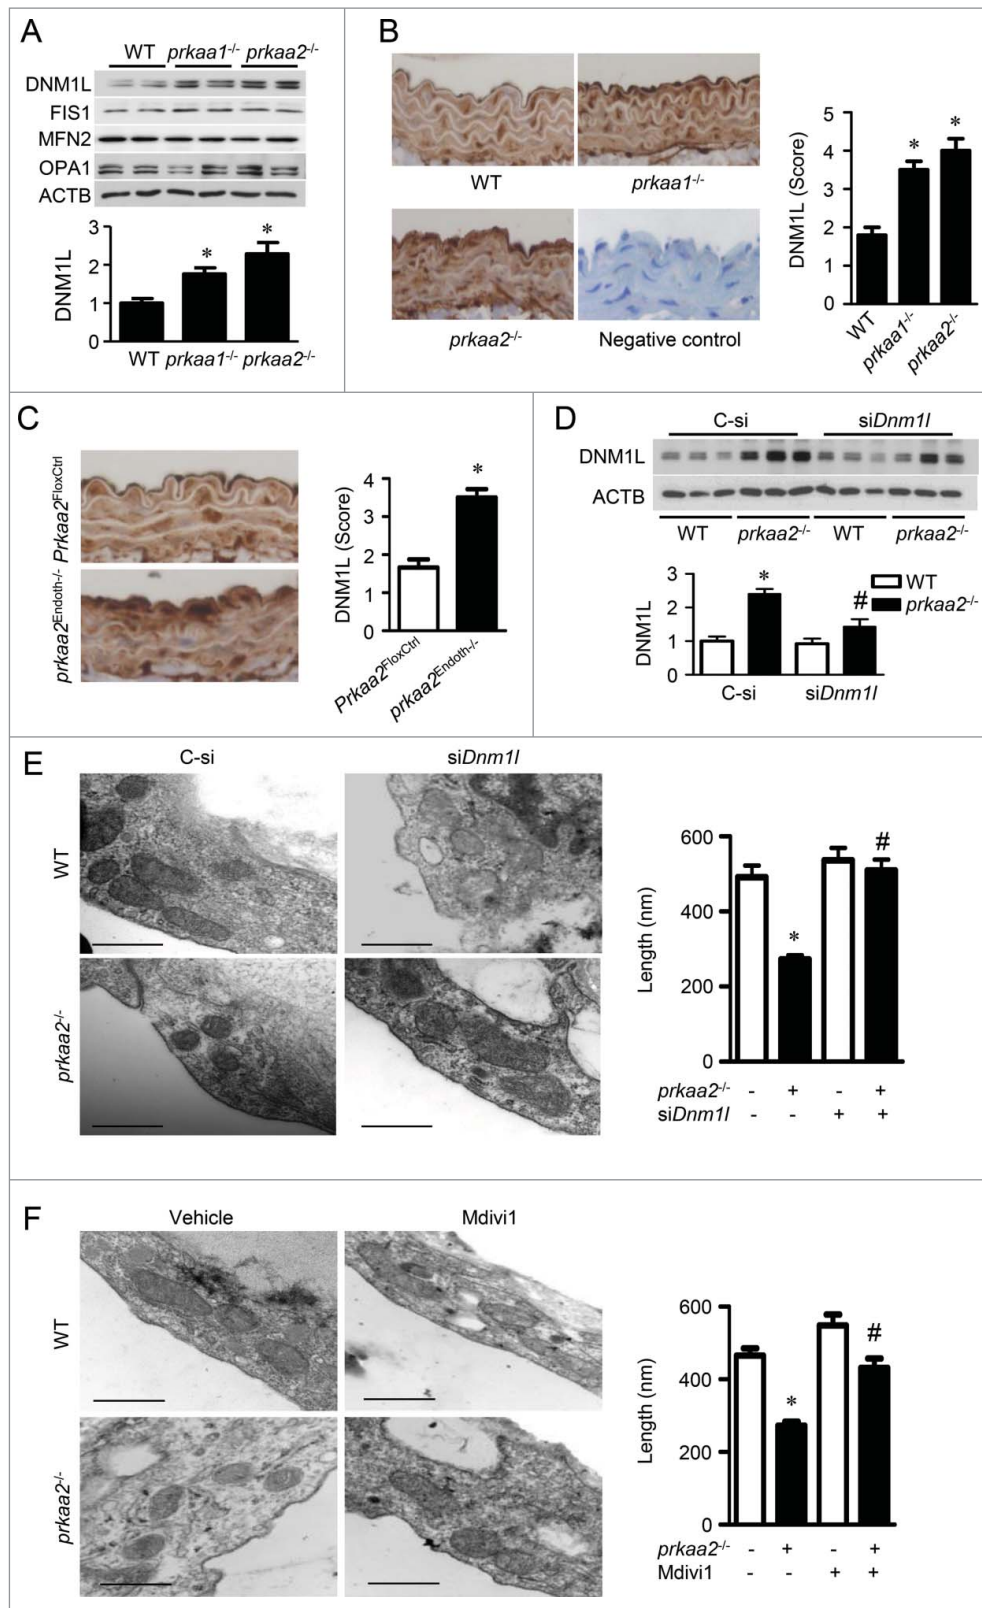 A
WT prkaa1-/- prkaa2-/-
DNM1L
FIS1
MFN2
OPA1
ACTB
DNM1L
3
2
1
0
*
*
WT prkaa1-/- prkaa2-/-
B
WT
prkaa1-/-
prkaa2-/-
Negative control
DNM1L (Score)
5
4
3
2
1
0
*
*
WT
prkaa1-/-
prkaa2-/-
C
Prkaa2FloxCtrl
prkaa2Endoth-/-
DNM1L (Score)
4
3
2
1
0
*
Prkaa2FloxCtrl
prkaa2Endoth-/-
D
C-si siDnm1l
DNM1L
ACTB
WT prkaa2-/- WT prkaa2-/-
DNM1L
3
2
1
0
*
#
WT
prkaa2-/-
C-si siDnm1l
E
C-si siDnm1l
WT
prkaa2-/-
Length (nm)
600
400
200
0
*
#
prkaa2-/- - + - +
siDnm1l - - + +
F
Vehicle Mdivi1
WT
prkaa2-/-
Length (nm)
600
400
200
0
*
#
prkaa2-/- - + - +
Mdivi1 - - + +